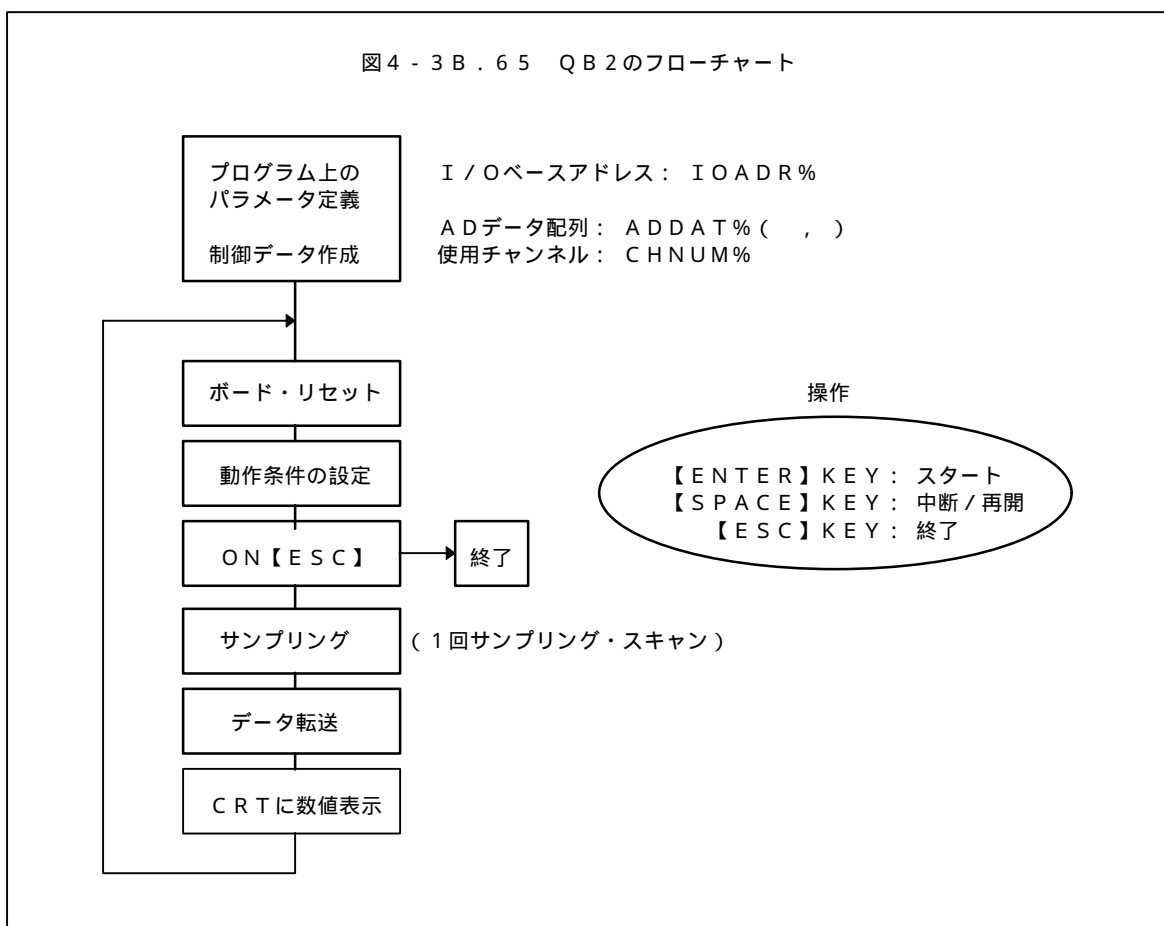 図4-3B.65　QB2のフローチャート
プログラム上の
パラメータ定義
制御データ作成
I/Oベースアドレス: IOADR%
ADデータ配列: ADDAT%( , )
使用チャンネル: CHNUM%
ボード・リセット
動作条件の設定
ON【ESC】
終了
サンプリング
(1回サンプリング・スキャン)
データ転送
CRTに数値表示
操作
【ENTER】KEY: スタート
【SPACE】KEY: 中断/再開
【ESC】KEY: 終了